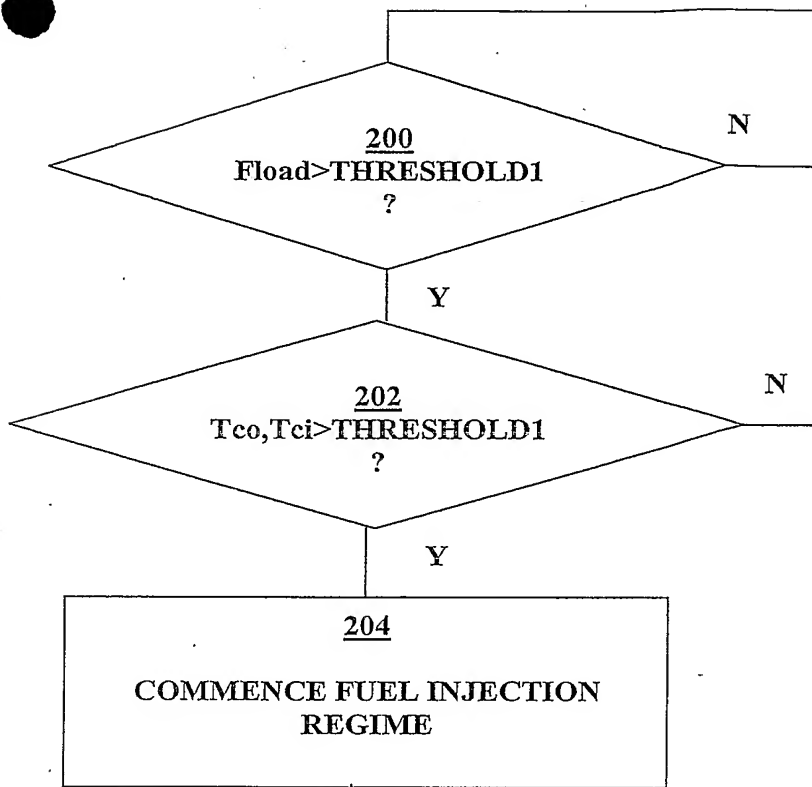 200
Fload>THRESHOLD1
?
N
Y
202
Tco,Tci>THRESHOLD1
?
N
Y
204
COMMENCE FUEL INJECTION
REGIME